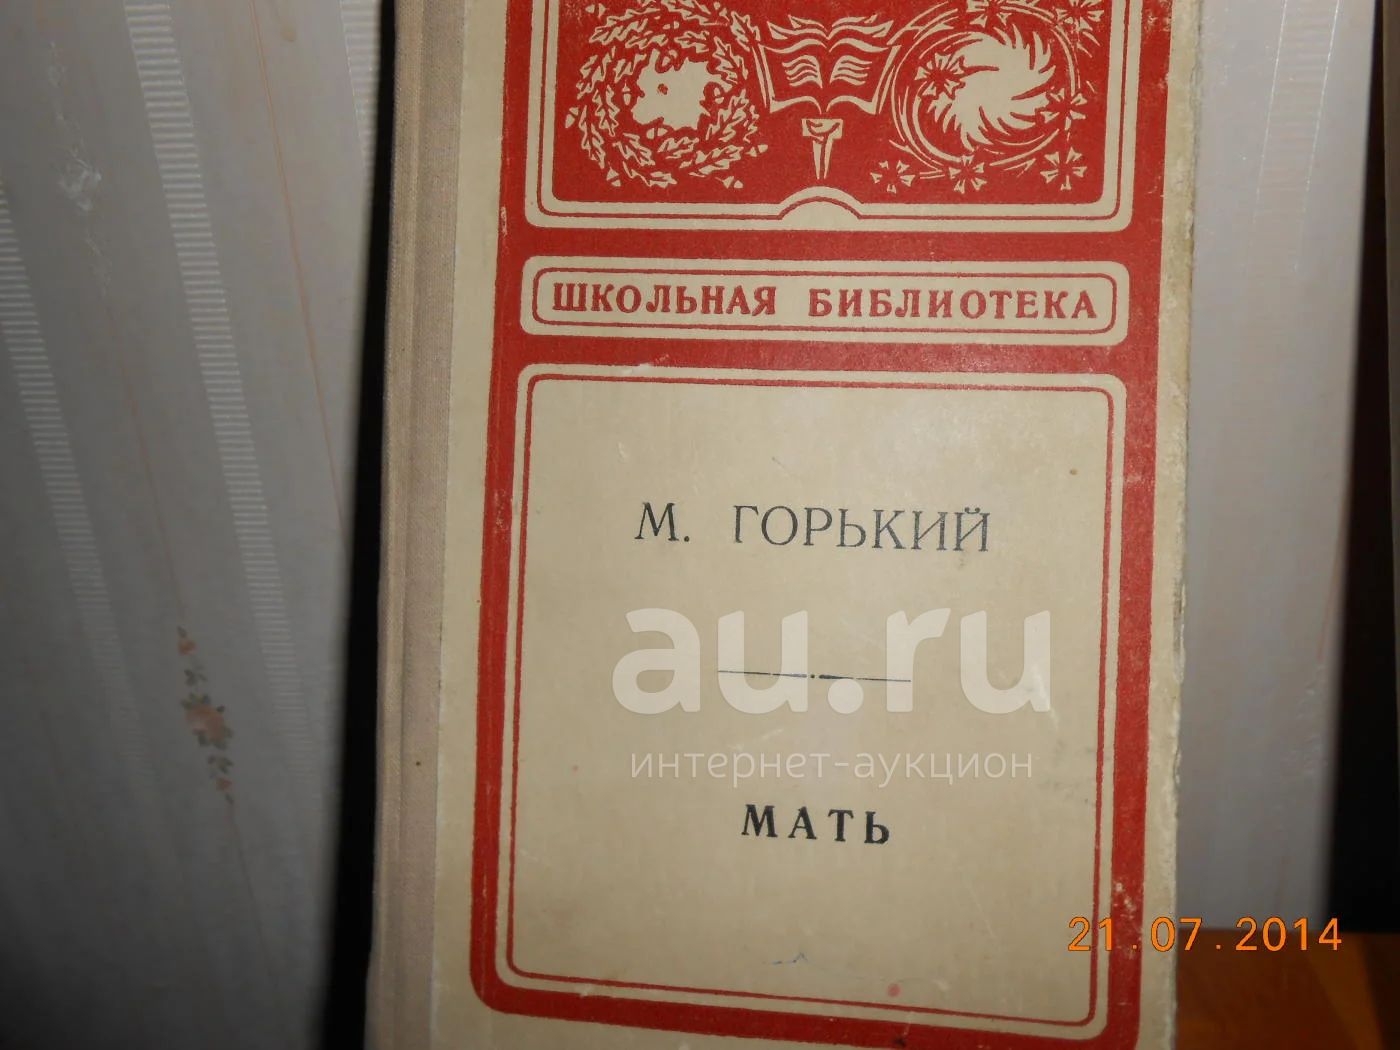 ШКОЛЬНАЯ БИБЛИОТЕКА
М. ГОРЬКИЙ
au.ru
интернет-аукцион
МАТЬ
21.07.2014